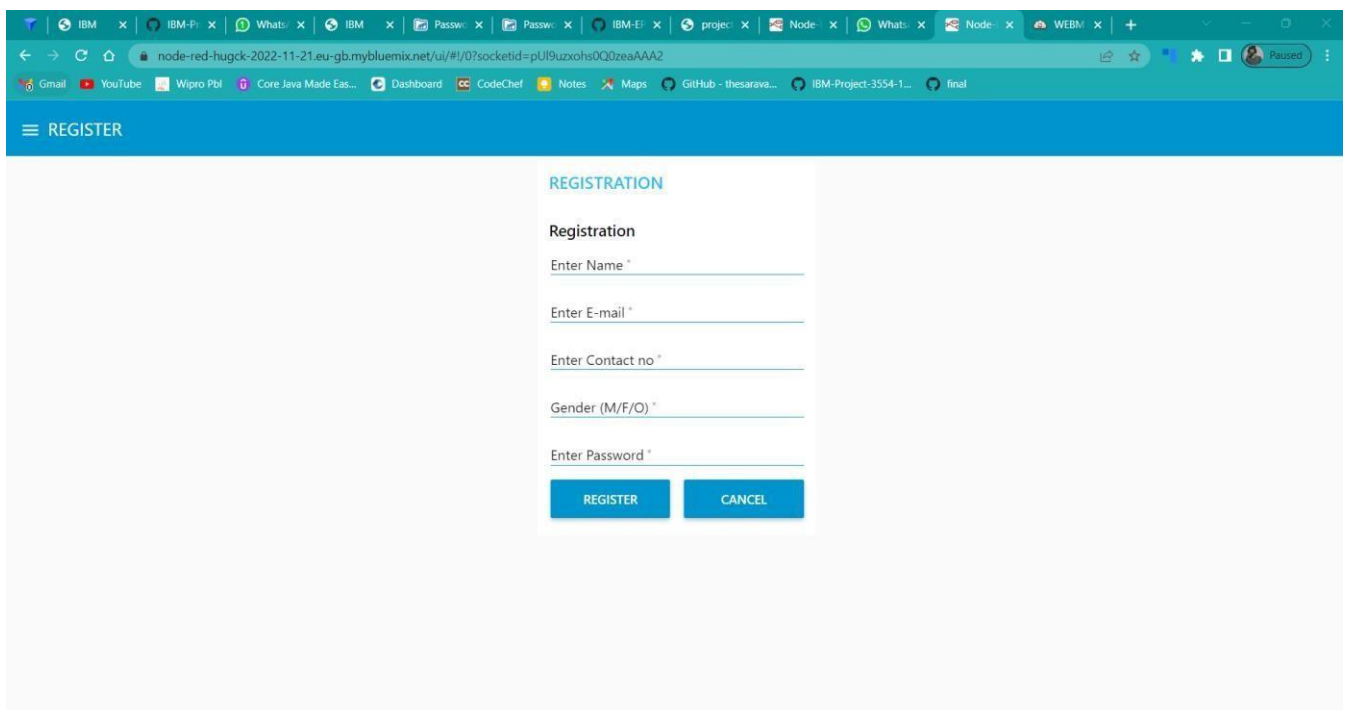 IBM IBM-Pr Whats IBM Passwo Passwo IBM-EF project Node- Whats Node- WEBM
node-red-hugck-2022-11-21.eu-gb.mybluemix.net/ui/#!/0?socketid=pUl9uzxohs0Q0zeaAAA2 Paused
Gmail YouTube Wipro Pbl Core Java Made Eas... Dashboard CodeChef Notes Maps GitHub - thesarava... IBM-Project-3554-1... final
REGISTER
REGISTRATION
Registration
Enter Name *
Enter E-mail *
Enter Contact no *
Gender (M/F/O) *
Enter Password *
REGISTER CANCEL